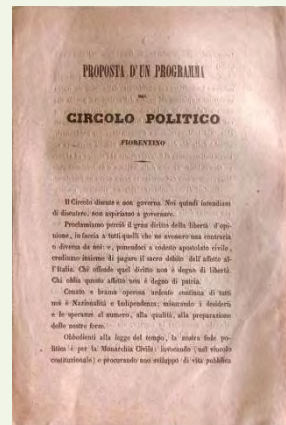 PROPOSTA D'UN PROGRAMMA
DEL
CIRCOLO POLITICO
FIORENTINO
Il Circolo discute e non governa. Noi quindi intendiam
di discutere, non aspiriamo a governare.
Proclamiamo perciò il gran diritto della libertà d'opi-
nione, in faccia a tutti quelli che ne avessero una contraria
o diversa da noi: e, ponendoci a codesto apostolato civile,
crediamo insieme di pagare il sacro debito dell'affetto al-
l'Italia. Chi offende quel diritto non è degno di libertà.
Chi oblia questo affetto non è degno di patria.
Conato e brama operosa ardente continua di tutti
noi è Nazionalità e Indipendenza; misurando i desiderii
e le speranze al numero, alla qualità, alla preparazione
delle nostre forze.
Obbedienti alla legge del tempo, la nostra fede po-
litica è per la Monarchia Civile: invocando (nel vincolo
costituzionale) e procurando uno sviluppo di vita pubblica